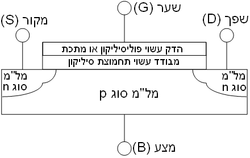 שער (G)
מקור (S)
שפך (D)
הדק עשוי פוליסיליקון או מתכת
מבודד עשוי תחמוצת סיליקון
מל"מ
סוג n
מל"מ
סוג n
מל"מ סוג p
מצע (B)